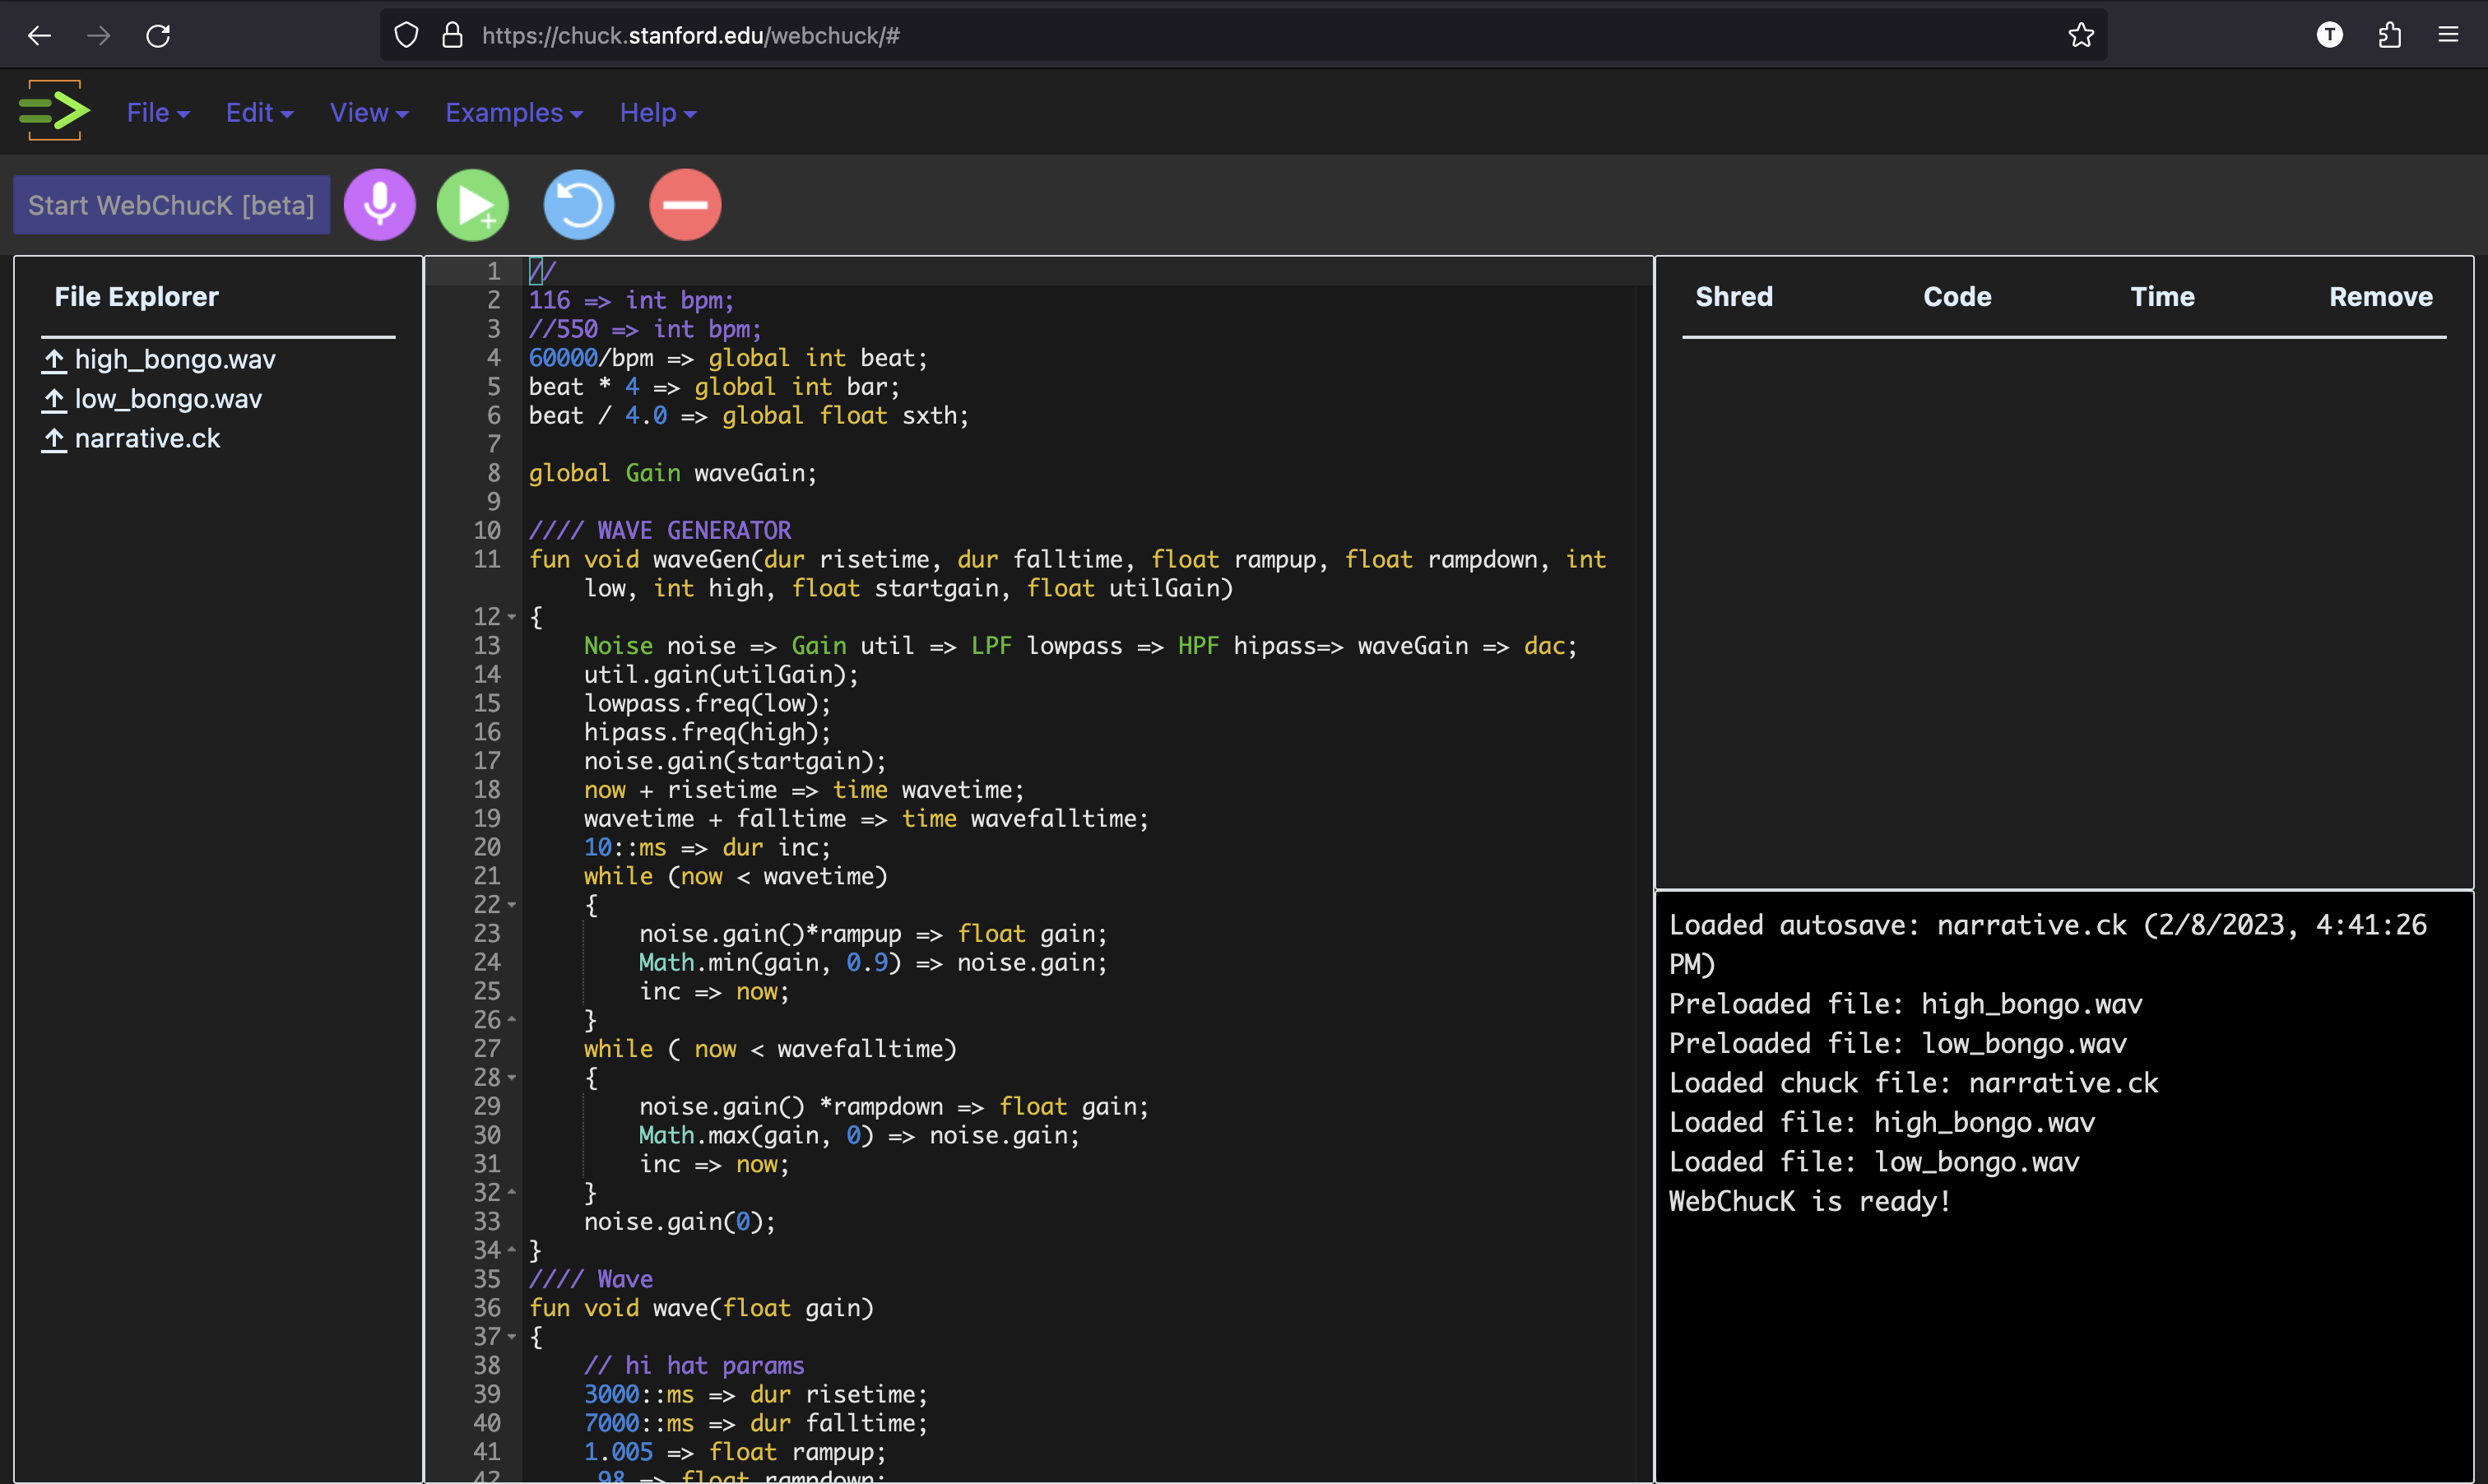 https://chuck.stanford.edu/webchuck/#
T
File Edit View Examples Help
Start WebChucK [beta]
File Explorer
high_bongo.wav
low_bongo.wav
narrative.ck
1 //
2 116 => int bpm;
3 //550 => int bpm;
4 60000/bpm => global int beat;
5 beat * 4 => global int bar;
6 beat / 4.0 => global float sxth;
7
8 global Gain waveGain;
9
10 //// WAVE GENERATOR
11 fun void waveGen(dur risetime, dur falltime, float rampup, float rampdown, int
low, int high, float startgain, float utilGain)
12 {
13 Noise noise => Gain util => LPF lowpass => HPF hipass=> waveGain => dac;
14 util.gain(utilGain);
15 lowpass.freq(low);
16 hipass.freq(high);
17 noise.gain(startgain);
18 now + risetime => time wavetime;
19 wavetime + falltime => time wavefalltime;
20 10::ms => dur inc;
21 while (now < wavetime)
22 {
23 noise.gain()*rampup => float gain;
24 Math.min(gain, 0.9) => noise.gain;
25 inc => now;
26 }
27 while ( now < wavefalltime)
28 {
29 noise.gain() *rampdown => float gain;
30 Math.max(gain, 0) => noise.gain;
31 inc => now;
32 }
33 noise.gain(0);
34 }
35 //// Wave
36 fun void wave(float gain)
37 {
38 // hi hat params
39 3000::ms => dur risetime;
40 7000::ms => dur falltime;
41 1.005 => float rampup;
42 .98 => float rampdown;
Shred Code Time Remove
Loaded autosave: narrative.ck (2/8/2023, 4:41:26
PM)
Preloaded file: high_bongo.wav
Preloaded file: low_bongo.wav
Loaded chuck file: narrative.ck
Loaded file: high_bongo.wav
Loaded file: low_bongo.wav
WebChucK is ready!